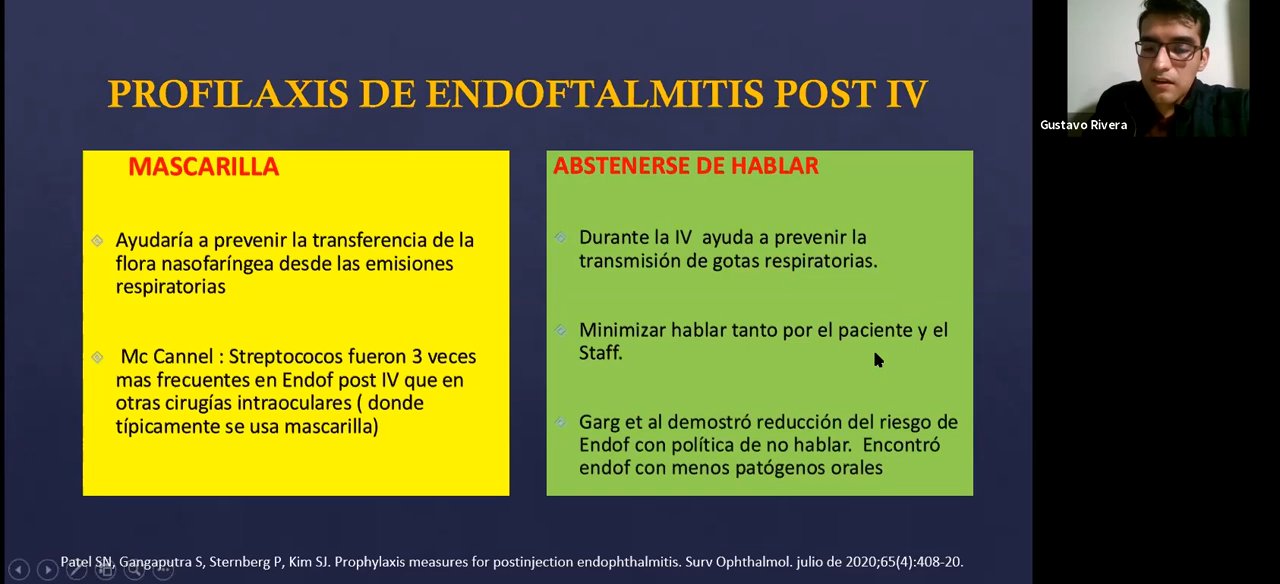 PROFILAXIS DE ENDOFTALMITIS POST IV
MASCARILLA
Ayudaría a prevenir la transferencia de la
flora nasofaríngea desde las emisiones
respiratorias
Mc Cannel : Streptococos fueron 3 veces
mas frecuentes en Endof post IV que en
otras cirugías intraoculares ( donde
típicamente se usa mascarilla)
ABSTENERSE DE HABLAR
Durante la IV  ayuda a prevenir la
transmisión de gotas respiratorias.
Minimizar hablar tanto por el paciente y el
Staff.
Garg et al demostró reducción del riesgo de
Endof con política de no hablar.  Encontró
endof con menos patógenos orales
Patel SN, Gangaputra S, Sternberg P, Kim SJ. Prophylaxis measures for postinjection endophthalmitis. Surv Ophthalmol. julio de 2020;65(4):408-20.
Gustavo Rivera